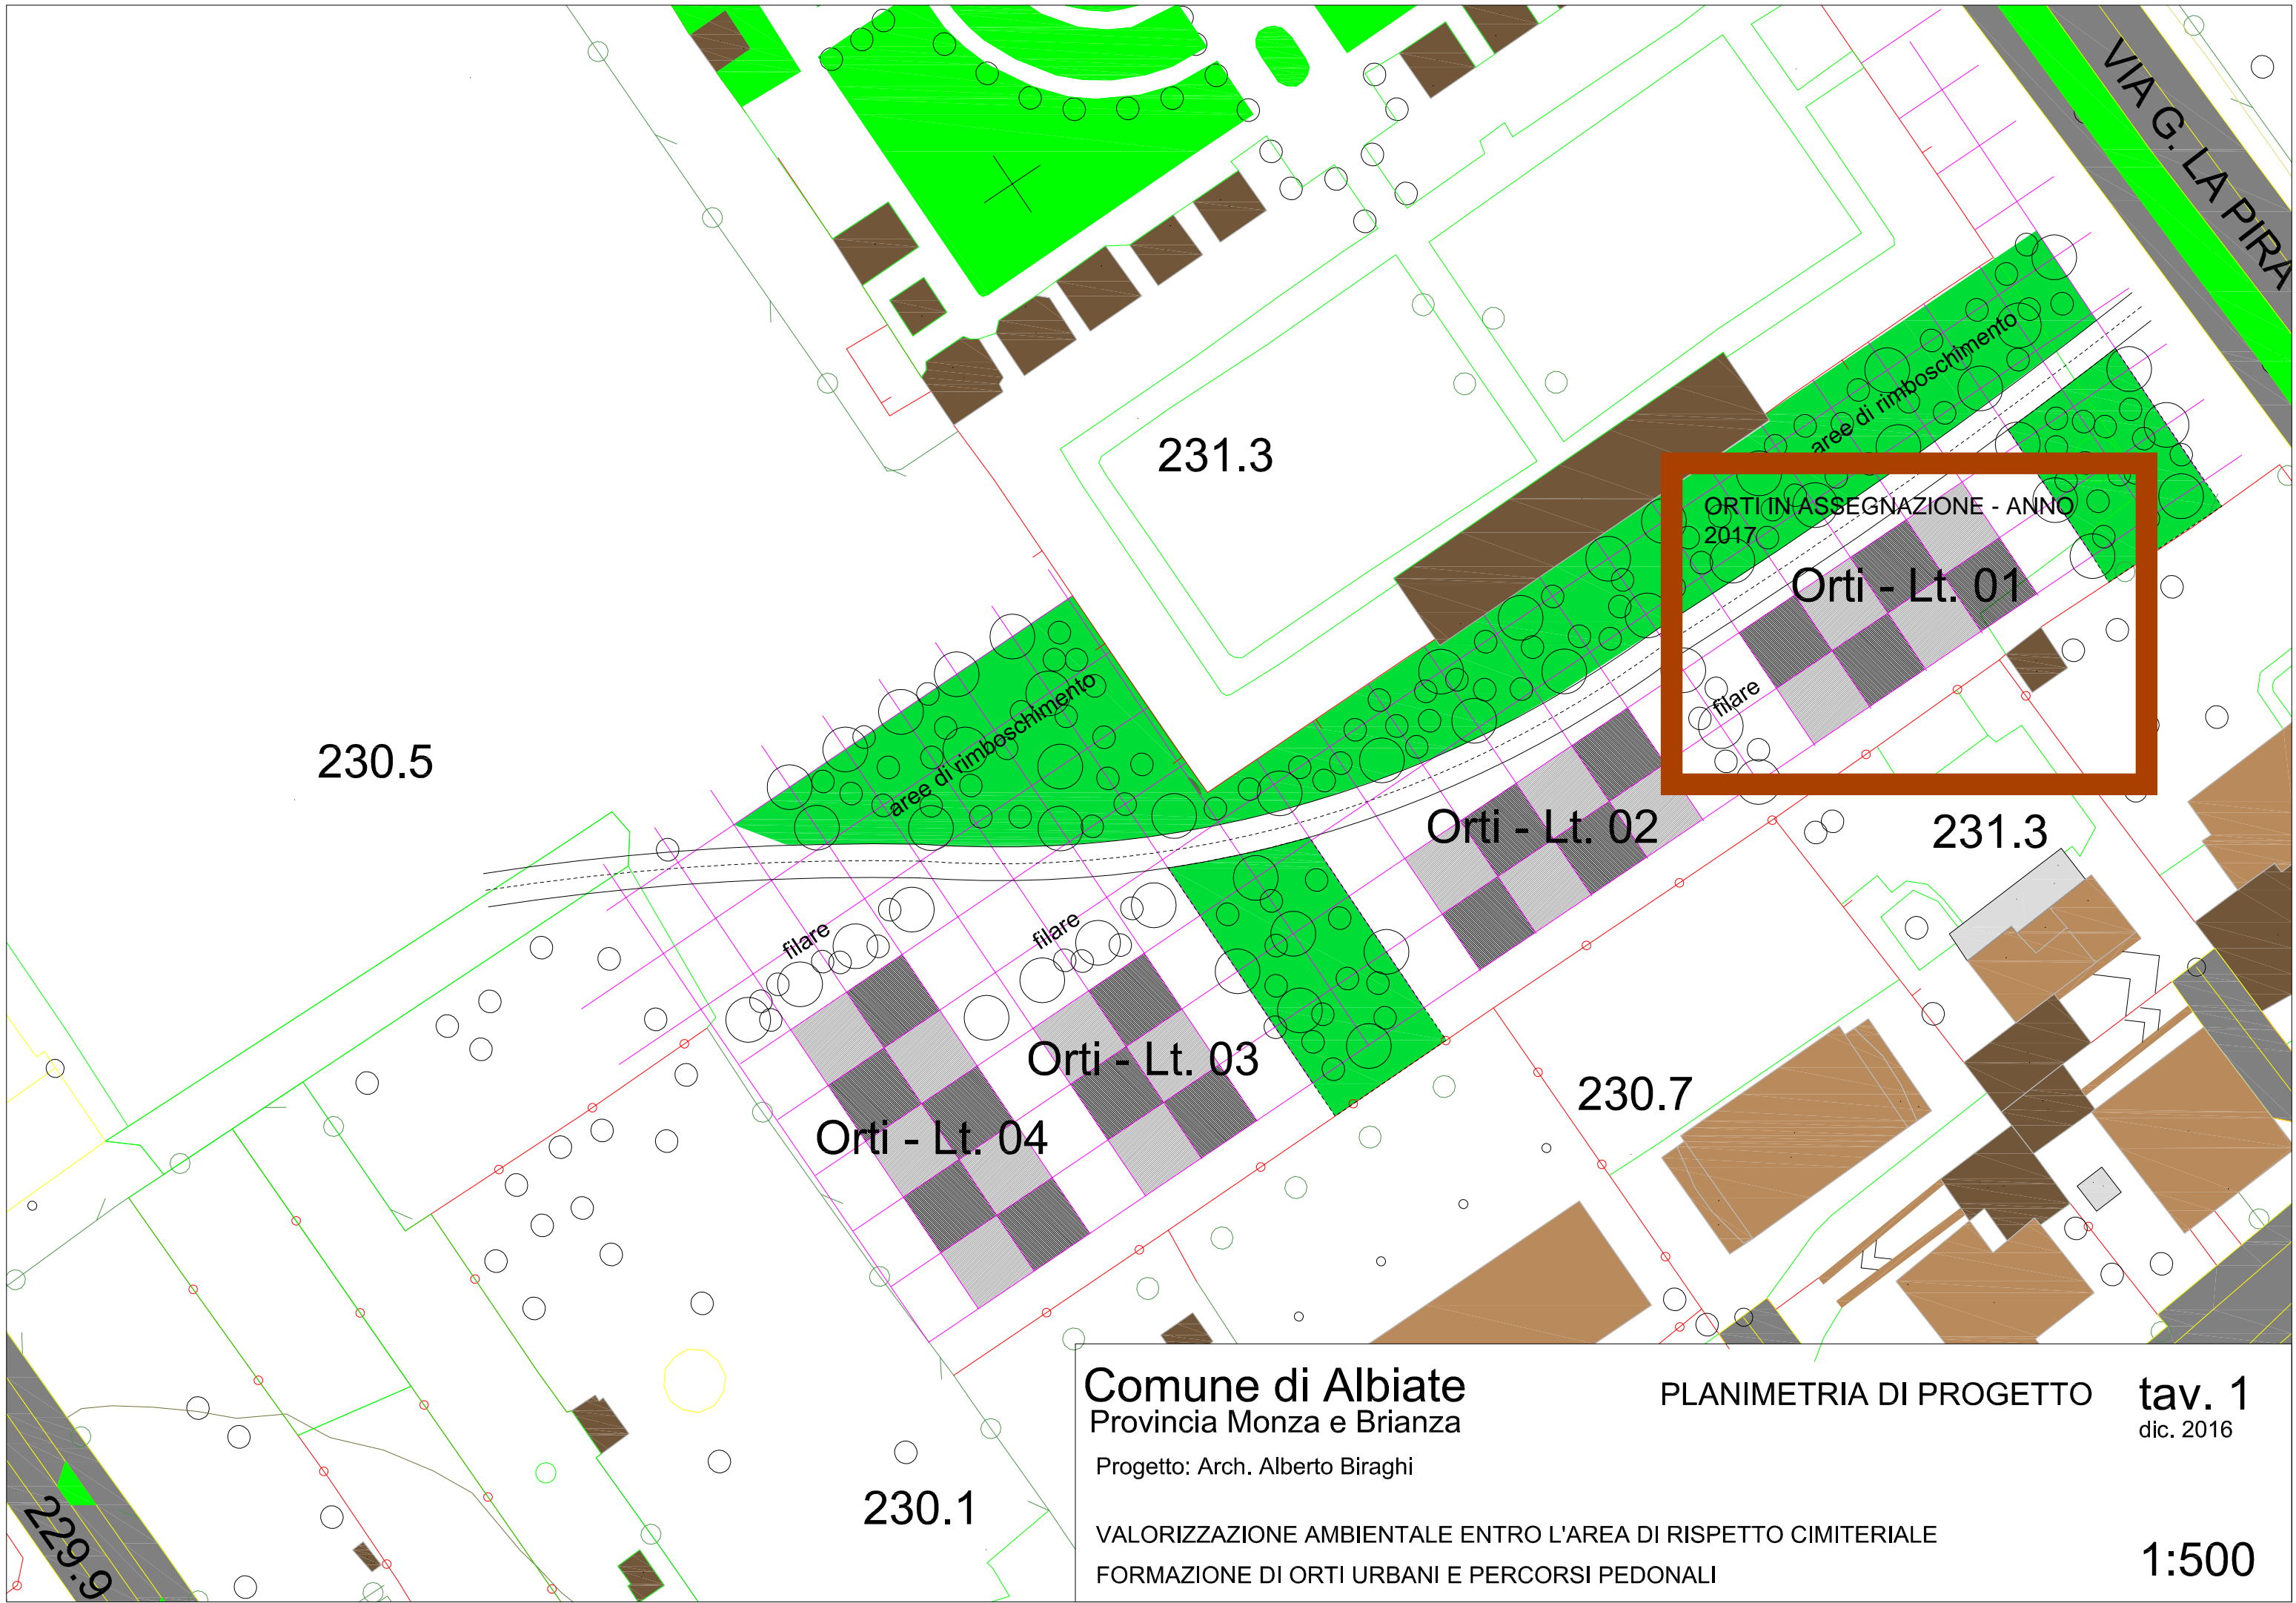 VIA G. LA PIRA
aree di rimboschimento
231.3
ORTI IN ASSEGNAZIONE - ANNO
2017
Orti - Lt. 01
filare
aree di rimboschimento
230.5
Orti - Lt. 02
231.3
filare
filare
Orti - Lt. 03
230.7
Orti - Lt. 04
230.1
229.9
Comune di Albiate
Provincia Monza e Brianza
Progetto: Arch. Alberto Biraghi
PLANIMETRIA DI PROGETTO
tav. 1
dic. 2016
VALORIZZAZIONE AMBIENTALE ENTRO L'AREA DI RISPETTO CIMITERIALE
FORMAZIONE DI ORTI URBANI E PERCORSI PEDONALI
1:500